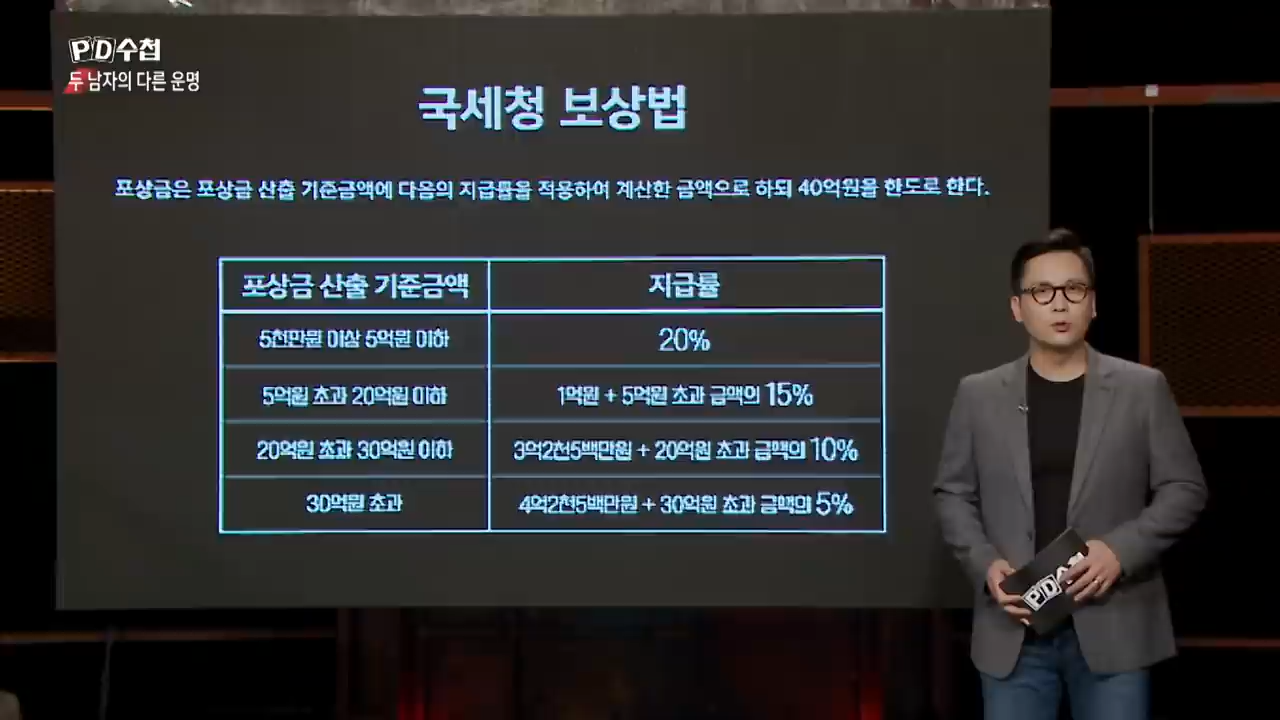 PD수첩
두 남자의 다른 운명
국세청 보상법
포상금은 포상금 산출 기준금액에 다음의 지급률을 적용하여 계산한 금액으로 하되 40억원을 한도로 한다.
포상금 산출 기준금액 지급률
5천만원 이상 5억원 이하 20%
5억원 초과 20억원 이하 1억원 + 5억원 초과 금액의 15%
20억원 초과 30억원 이하 3억2천5백만원 + 20억원 초과 금액의 10%
30억원 초과 4억2천5백만원 + 30억원 초과 금액의 5%
PD수